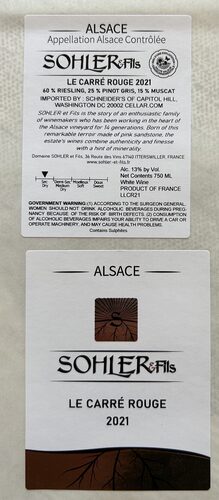 ALSACE
Appellation Alsace Contrôlée
SOHLER&Fils
LE CARRÉ ROUGE 2021
60 % RIESLING, 25 % PINOT GRIS, 15 % MUSCAT
IMPORTED BY : SCHNEIDER'S OF CAPITOL HILL,
WASHINGTON DC 20002 CELLAR.COM
SOHLER et Fils is the story of an enthusiastic family
of winemakers who has been working in the heart of
the Alsace vineyard for 14 generations. Born of this
remarkable terroir made of pink sandstone, the
estate's wines combine authenticity and finesse
with a hint of minerality.
Domaine SOHLER et Fils, 36 Route des Vins 67140 ITTERSWILLER, FRANCE
www.sohler-et-fils.fr
Sec
Dry
Demi-Sec
Medium
Dry
Moelleux
Soft
Doux
Sweet
Alc. 13% by Vol.
Net Contents 750 ML
White Wine
PRODUCT OF FRANCE
LLCR21
GOVERNMENT WARNING:(1) ACCORDING TO THE SURGEON GENERAL,
WOMEN SHOULD NOT DRINK ALCOHOLIC BEVERAGES DURING PREG-
NANCY BECAUSE OF THE RISK OF BIRTH DEFECTS. (2) CONSUMPTION
OF ALCOHOLIC BEVERAGES IMPAIRS YOUR ABILITY TO DRIVE A CAR OR
OPERATE MACHINERY, AND MAY CAUSE HEALTH PROBLEMS.
Contains Sulphites
ALSACE
S
SOHLER&Fils
LE CARRÉ ROUGE
2021